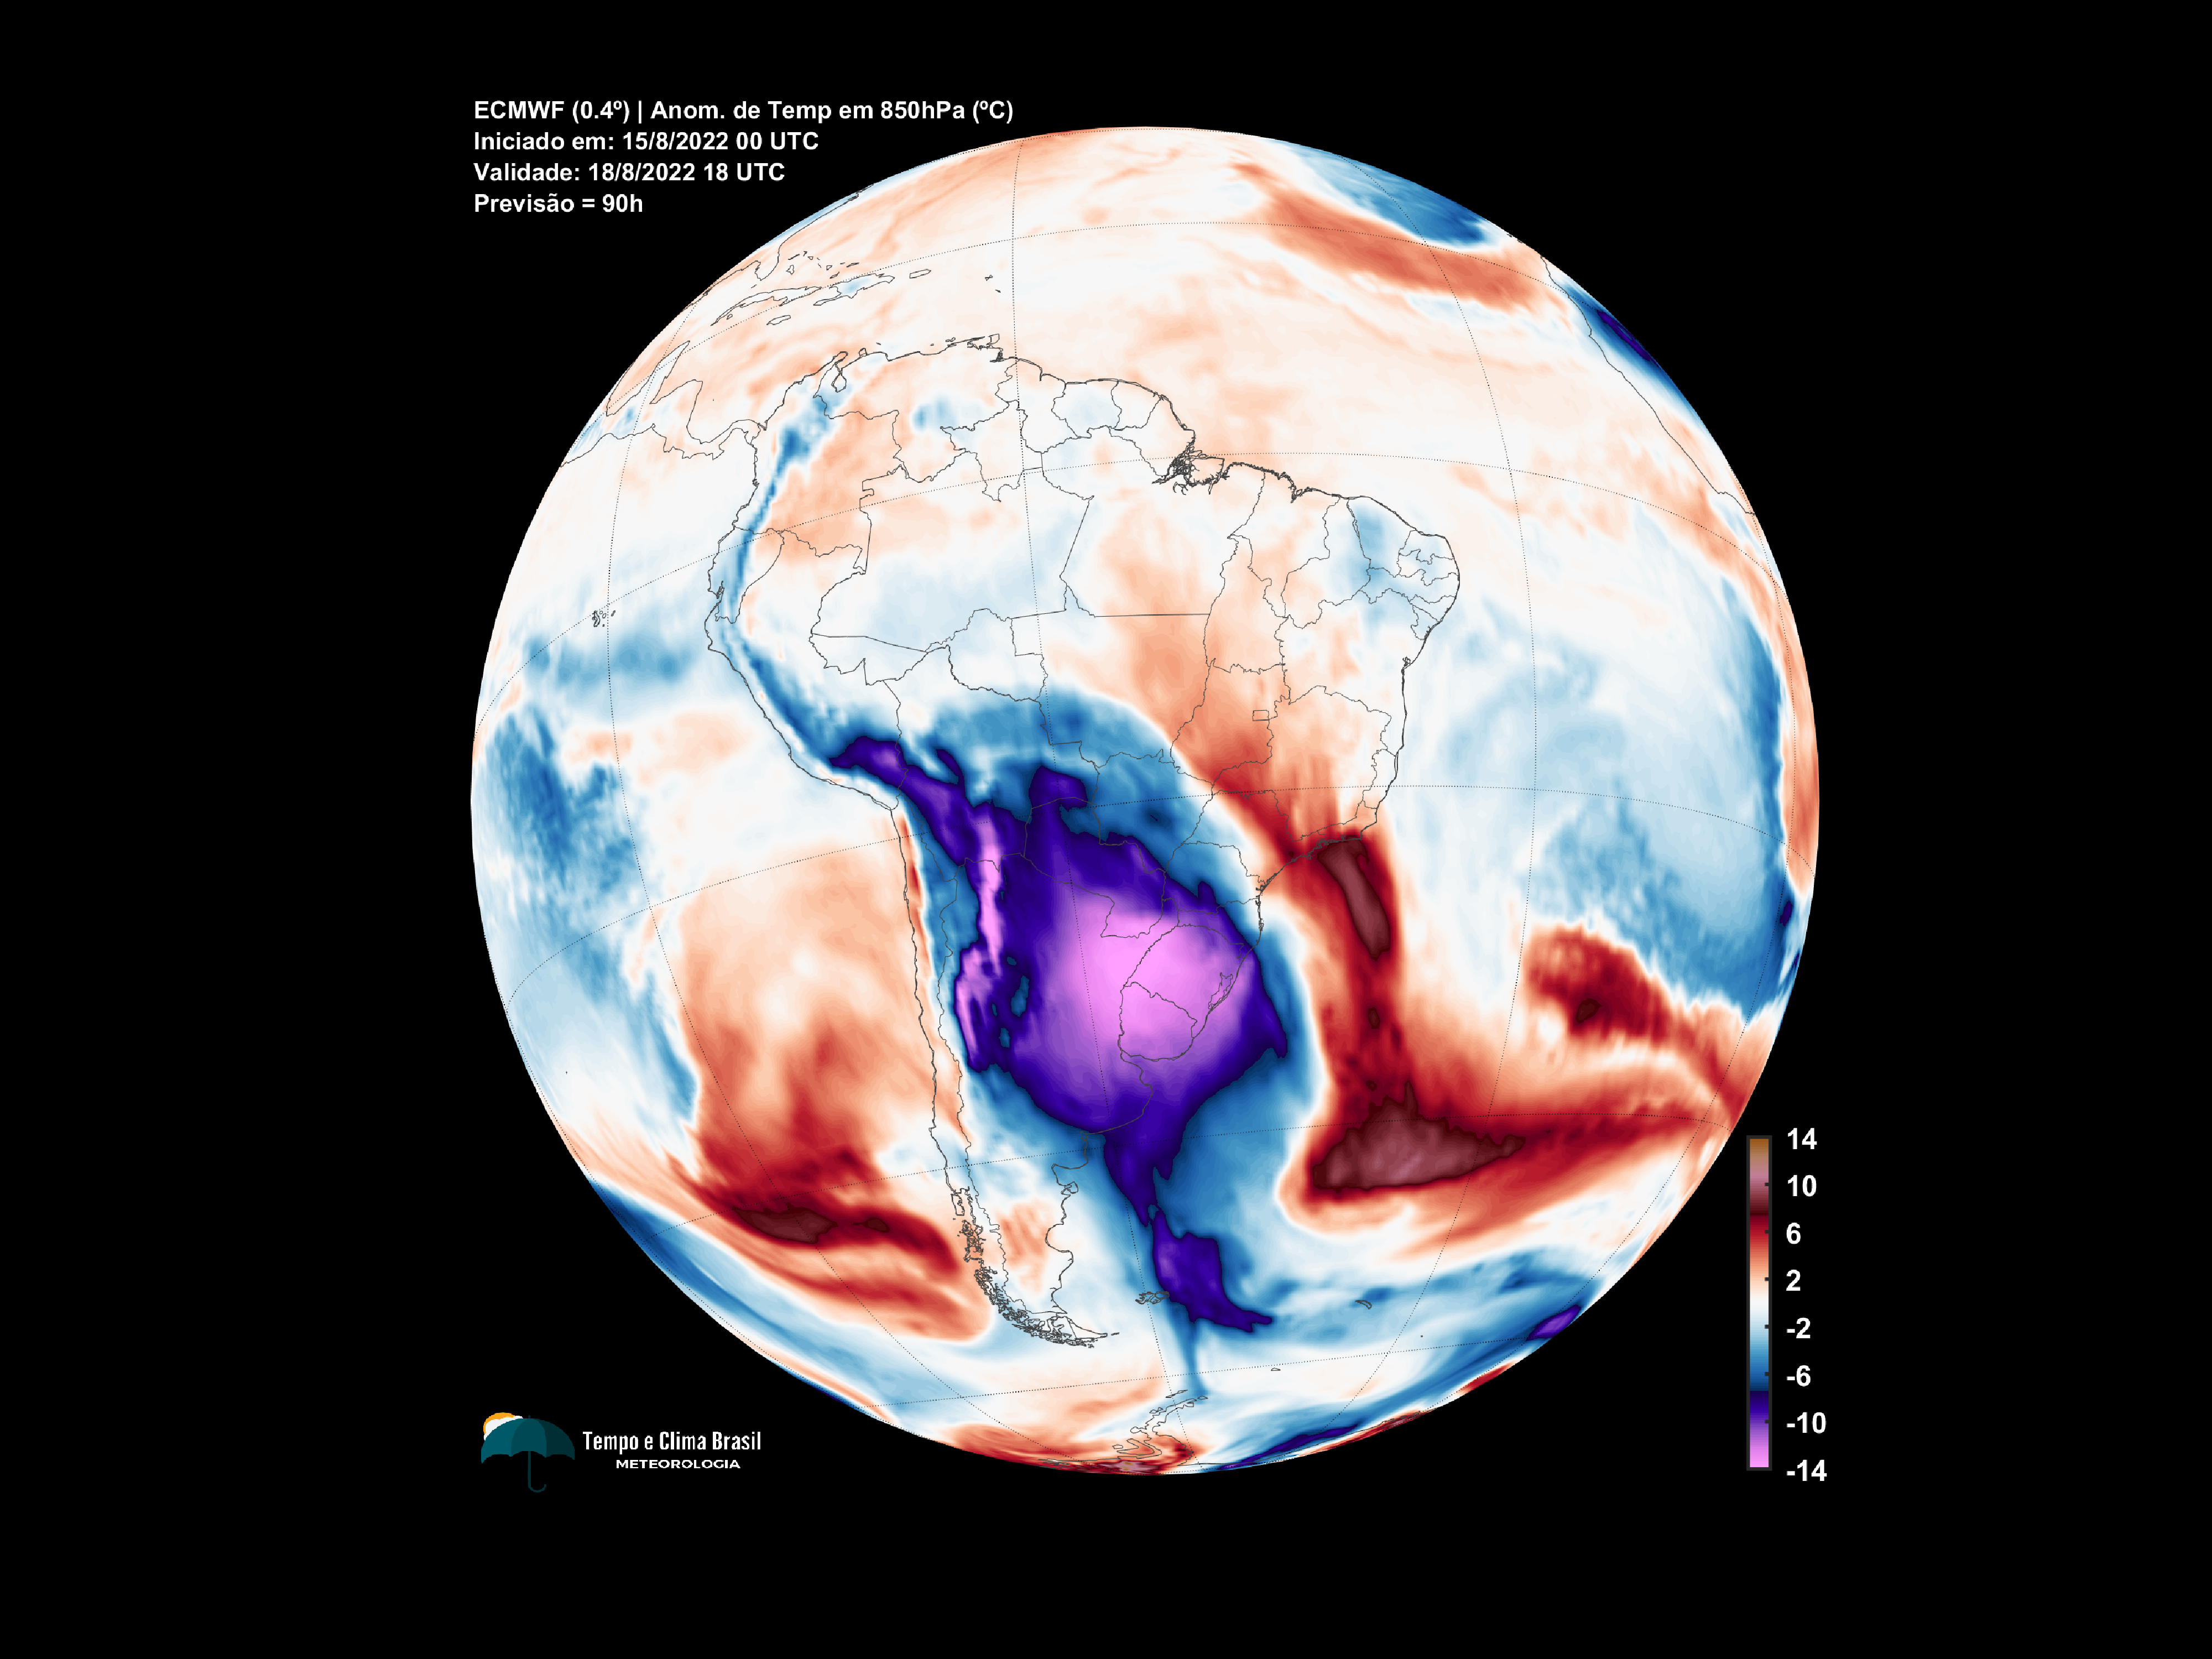 ECMWF (0.4º) | Anom. de Temp em 850hPa (ºC)
Iniciado em: 15/8/2022 00 UTC
Validade: 18/8/2022 18 UTC
Previsão = 90h
14
10
6
2
-2
-6
-10
-14
Tempo e Clima Brasil
METEOROLOGIA